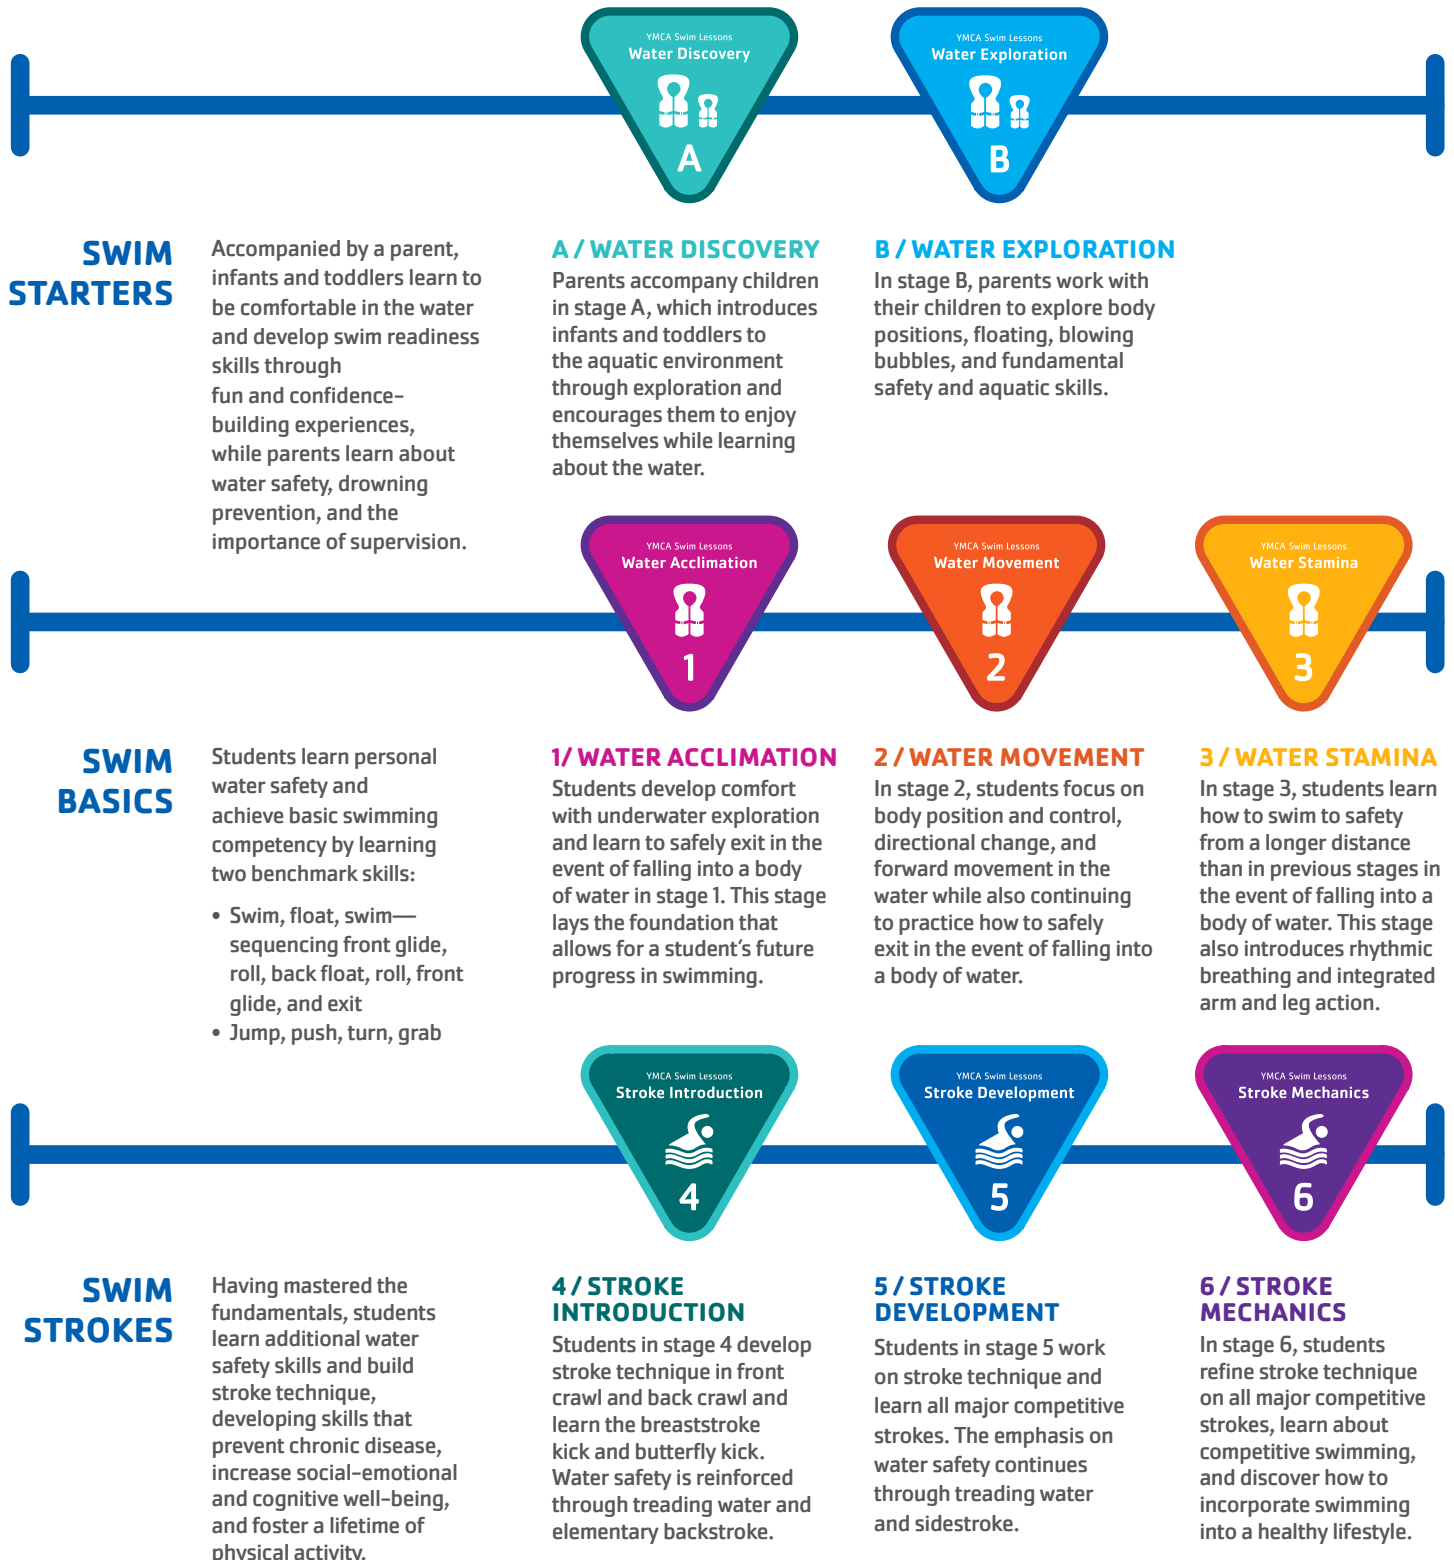 YMCA Swim Lessons
Water Discovery
A
YMCA Swim Lessons
Water Exploration
B
SWIM
STARTERS
Accompanied by a parent,
infants and toddlers learn to
be comfortable in the water
and develop swim readiness
skills through
fun and confidence-
building experiences,
while parents learn about
water safety, drowning
prevention, and the
importance of supervision.
A / WATER DISCOVERY
Parents accompany children
in stage A, which introduces
infants and toddlers to
the aquatic environment
through exploration and
encourages them to enjoy
themselves while learning
about the water.
B / WATER EXPLORATION
In stage B, parents work with
their children to explore body
positions, floating, blowing
bubbles, and fundamental
safety and aquatic skills.
YMCA Swim Lessons
Water Acclimation
1
YMCA Swim Lessons
Water Movement
2
YMCA Swim Lessons
Water Stamina
3
SWIM
BASICS
Students learn personal
water safety and
achieve basic swimming
competency by learning
two benchmark skills:
• Swim, float, swim—
sequencing front glide,
roll, back float, roll, front
glide, and exit
• Jump, push, turn, grab
1/ WATER ACCLIMATION
Students develop comfort
with underwater exploration
and learn to safely exit in the
event of falling into a body
of water in stage 1. This stage
lays the foundation that
allows for a student’s future
progress in swimming.
2 / WATER MOVEMENT
In stage 2, students focus on
body position and control,
directional change, and
forward movement in the
water while also continuing
to practice how to safely
exit in the event of falling into
a body of water.
3 / WATER STAMINA
In stage 3, students learn
how to swim to safety
from a longer distance
than in previous stages in
the event of falling into a
body of water. This stage
also introduces rhythmic
breathing and integrated
arm and leg action.
YMCA Swim Lessons
Stroke Introduction
4
YMCA Swim Lessons
Stroke Development
5
YMCA Swim Lessons
Stroke Mechanics
6
SWIM
STROKES
Having mastered the
fundamentals, students
learn additional water
safety skills and build
stroke technique,
developing skills that
prevent chronic disease,
increase social-emotional
and cognitive well-being,
and foster a lifetime of
physical activity.
4 / STROKE
INTRODUCTION
Students in stage 4 develop
stroke technique in front
crawl and back crawl and
learn the breaststroke
kick and butterfly kick.
Water safety is reinforced
through treading water and
elementary backstroke.
5 / STROKE
DEVELOPMENT
Students in stage 5 work
on stroke technique and
learn all major competitive
strokes. The emphasis on
water safety continues
through treading water
and sidestroke.
6 / STROKE
MECHANICS
In stage 6, students
refine stroke technique
on all major competitive
strokes, learn about
competitive swimming,
and discover how to
incorporate swimming
into a healthy lifestyle.